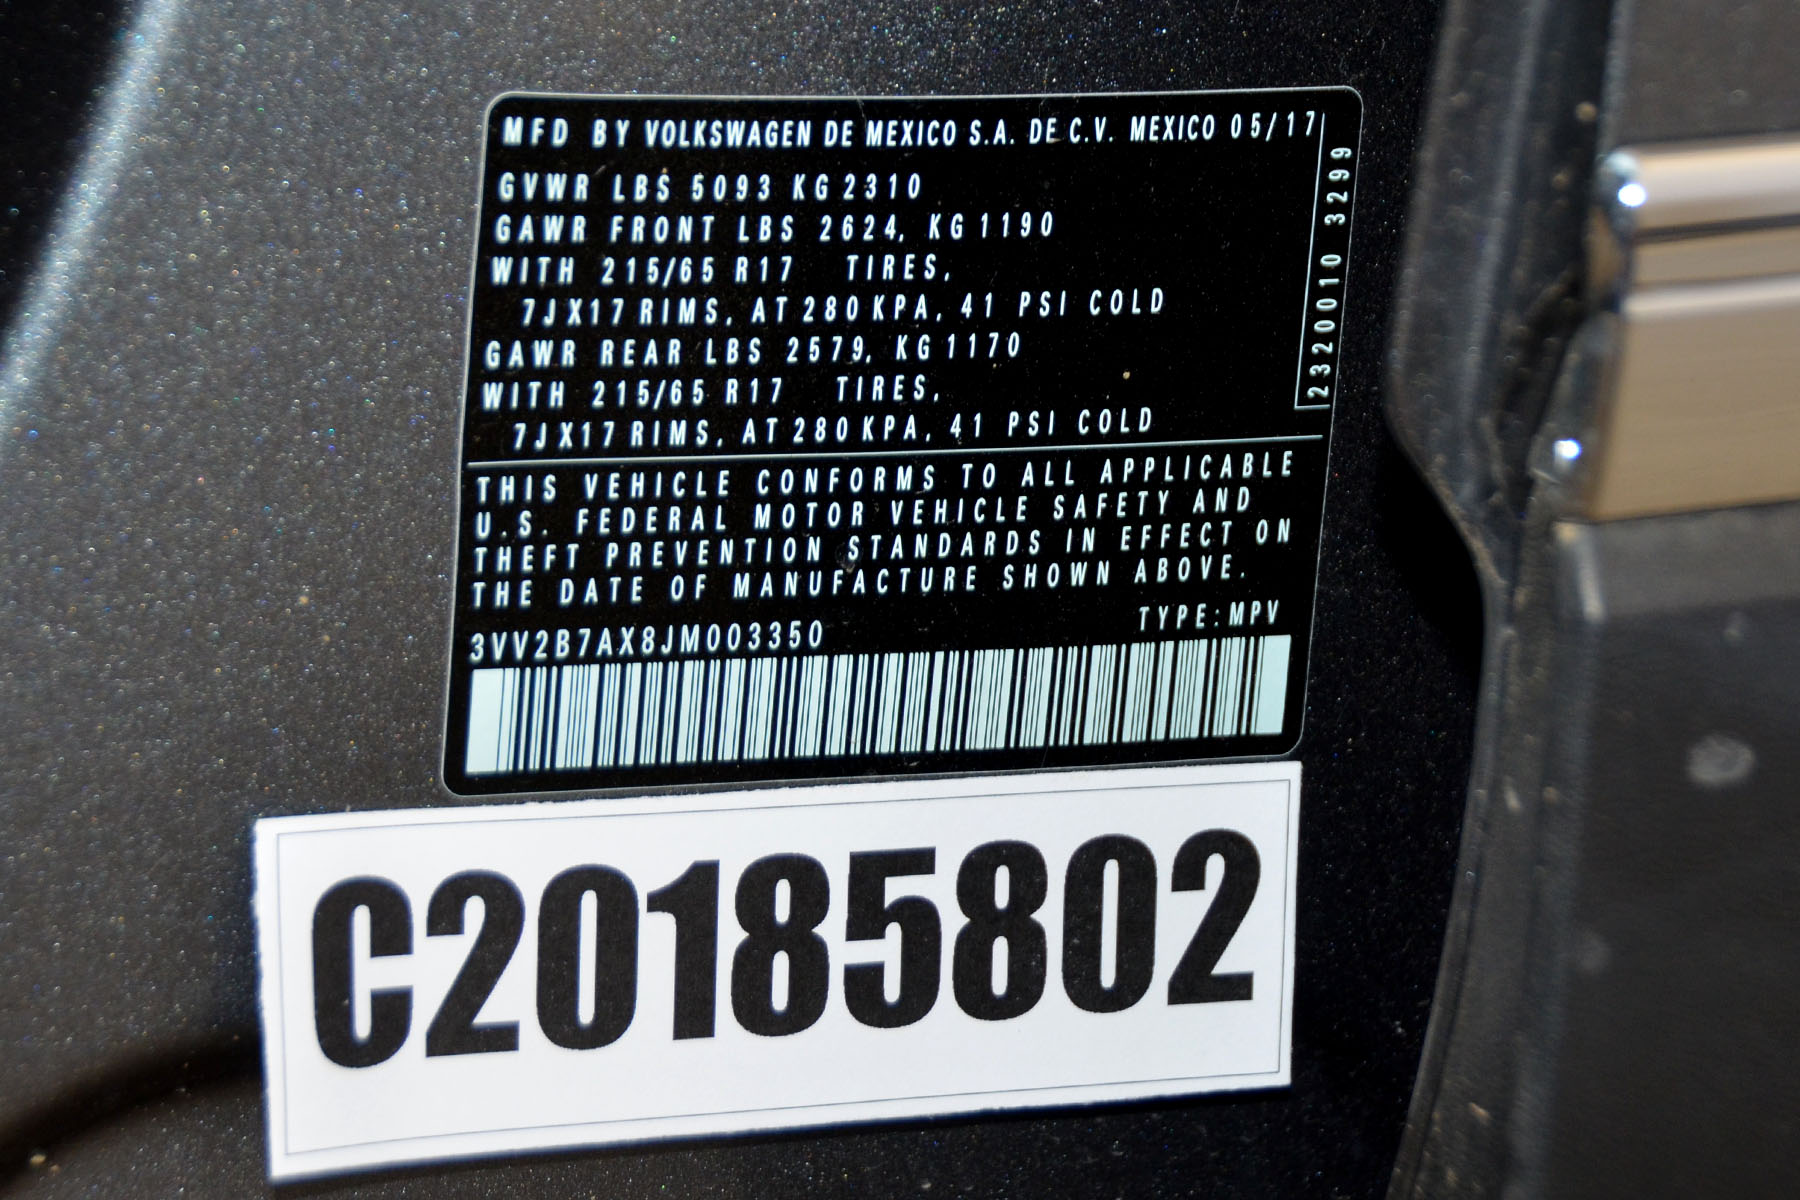 MFD BY VOLKSWAGEN DE MEXICO S.A. DE C.V. MEXICO 05/17
GVWR LBS 5093 KG 2310
GAWR FRONT LBS 2624, KG 1190
WITH 215/65 R17 TIRES,
7JX17 RIMS, AT 280 KPA, 41 PSI COLD
GAWR REAR LBS 2579, KG 1170
WITH 215/65 R17 TIRES,
7JX17 RIMS, AT 280 KPA, 41 PSI COLD
2320010 3299
THIS VEHICLE CONFORMS TO ALL APPLICABLE
U.S. FEDERAL MOTOR VEHICLE SAFETY AND
THEFT PREVENTION STANDARDS IN EFFECT ON
THE DATE OF MANUFACTURE SHOWN ABOVE.
3VV2B7AX8JM003350 TYPE: MPV
C20185802